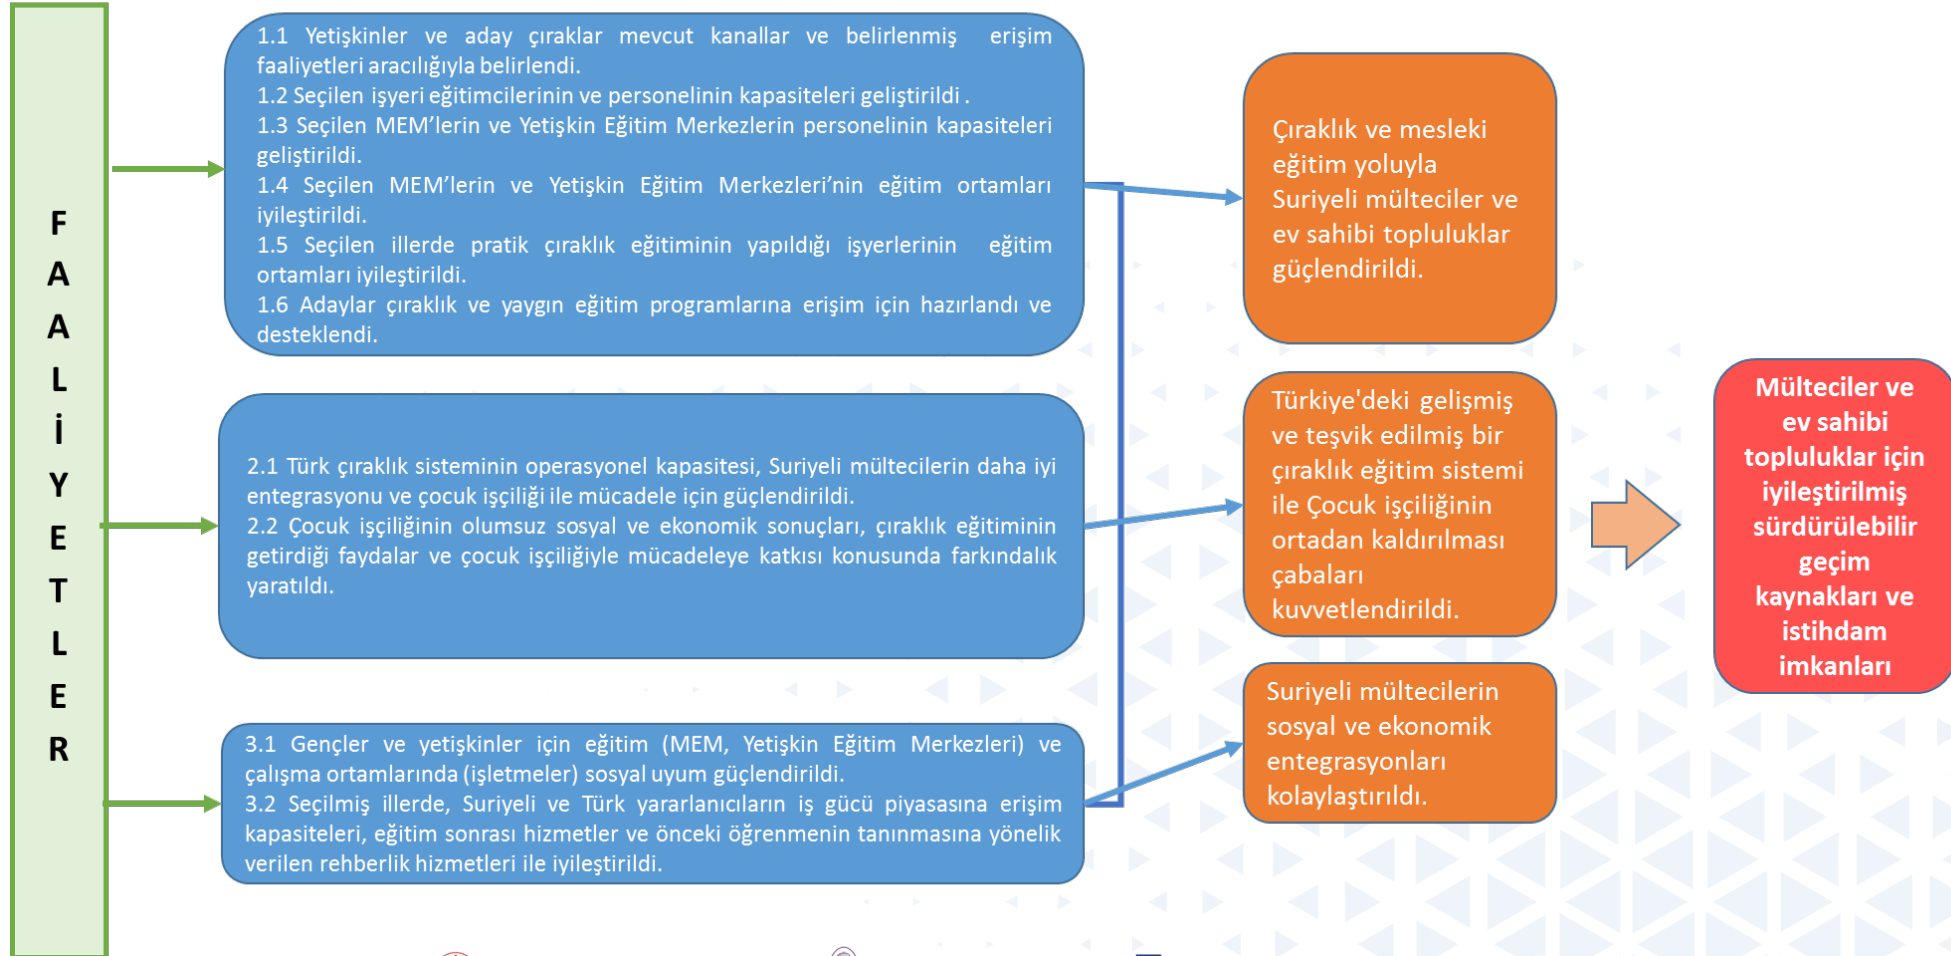 FAALİYETLER
1.1 Yetişkinler ve aday çıraklar mevcut kanallar ve belirlenmiş erişim
faaliyetleri aracılığıyla belirlendi.
1.2 Seçilen işyeri eğitimcilerinin ve personelinin kapasiteleri geliştirildi .
1.3 Seçilen MEM’lerin ve Yetişkin Eğitim Merkezlerin personelinin kapasiteleri
geliştirildi.
1.4 Seçilen MEM’lerin ve Yetişkin Eğitim Merkezleri’nin eğitim ortamları
iyileştirildi.
1.5 Seçilen illerde pratik çıraklık eğitiminin yapıldığı işyerlerinin eğitim
ortamları iyileştirildi.
1.6 Adaylar çıraklık ve yaygın eğitim programlarına erişim için hazırlandı ve
desteklendi.
2.1 Türk çıraklık sisteminin operasyonel kapasitesi, Suriyeli mültecilerin daha iyi
entegrasyonu ve çocuk işçiliği ile mücadele için güçlendirildi.
2.2 Çocuk işçiliğinin olumsuz sosyal ve ekonomik sonuçları, çıraklık eğitiminin
getirdiği faydalar ve çocuk işçiliğiyle mücadeleye katkısı konusunda farkındalık
yaratıldı.
3.1 Gençler ve yetişkinler için eğitim (MEM, Yetişkin Eğitim Merkezleri) ve
çalışma ortamlarında (işletmeler) sosyal uyum güçlendirildi.
3.2 Seçilmiş illerde, Suriyeli ve Türk yararlanıcıların iş gücü piyasasına erişim
kapasiteleri, eğitim sonrası hizmetler ve önceki öğrenmenin tanınmasına yönelik
verilen rehberlik hizmetleri ile iyileştirildi.
Çıraklık ve mesleki
eğitim yoluyla
Suriyeli mülteciler ve
ev sahibi topluluklar
güçlendirildi.
Türkiye'deki gelişmiş
ve teşvik edilmiş bir
çıraklık eğitim sistemi
ile Çocuk işçiliğinin
ortadan kaldırılması
çabaları
kuvvetlendirildi.
Suriyeli mültecilerin
sosyal ve ekonomik
entegrasyonları
kolaylaştırıldı.
Mülteciler ve
ev sahibi
topluluklar için
iyileştirilmiş
sürdürülebilir
geçim
kaynakları ve
istihdam
imkanları